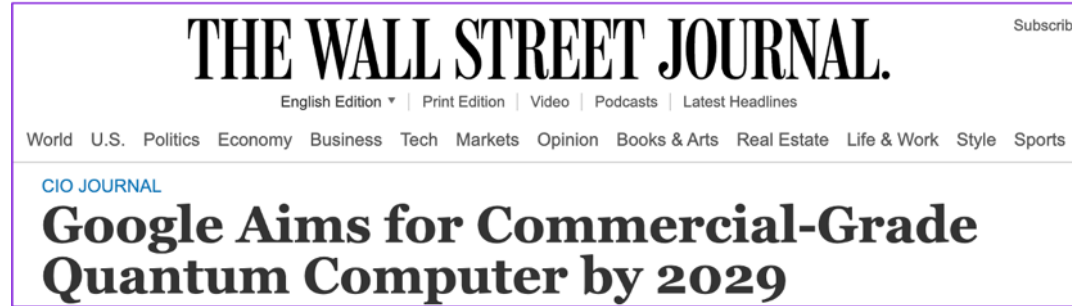 Subscrib
THE WALL STREET JOURNAL.
English Edition ▾ | Print Edition | Video | Podcasts | Latest Headlines
World U.S. Politics Economy Business Tech Markets Opinion Books & Arts Real Estate Life & Work Style Sports
CIO JOURNAL
Google Aims for Commercial-Grade
Quantum Computer by 2029